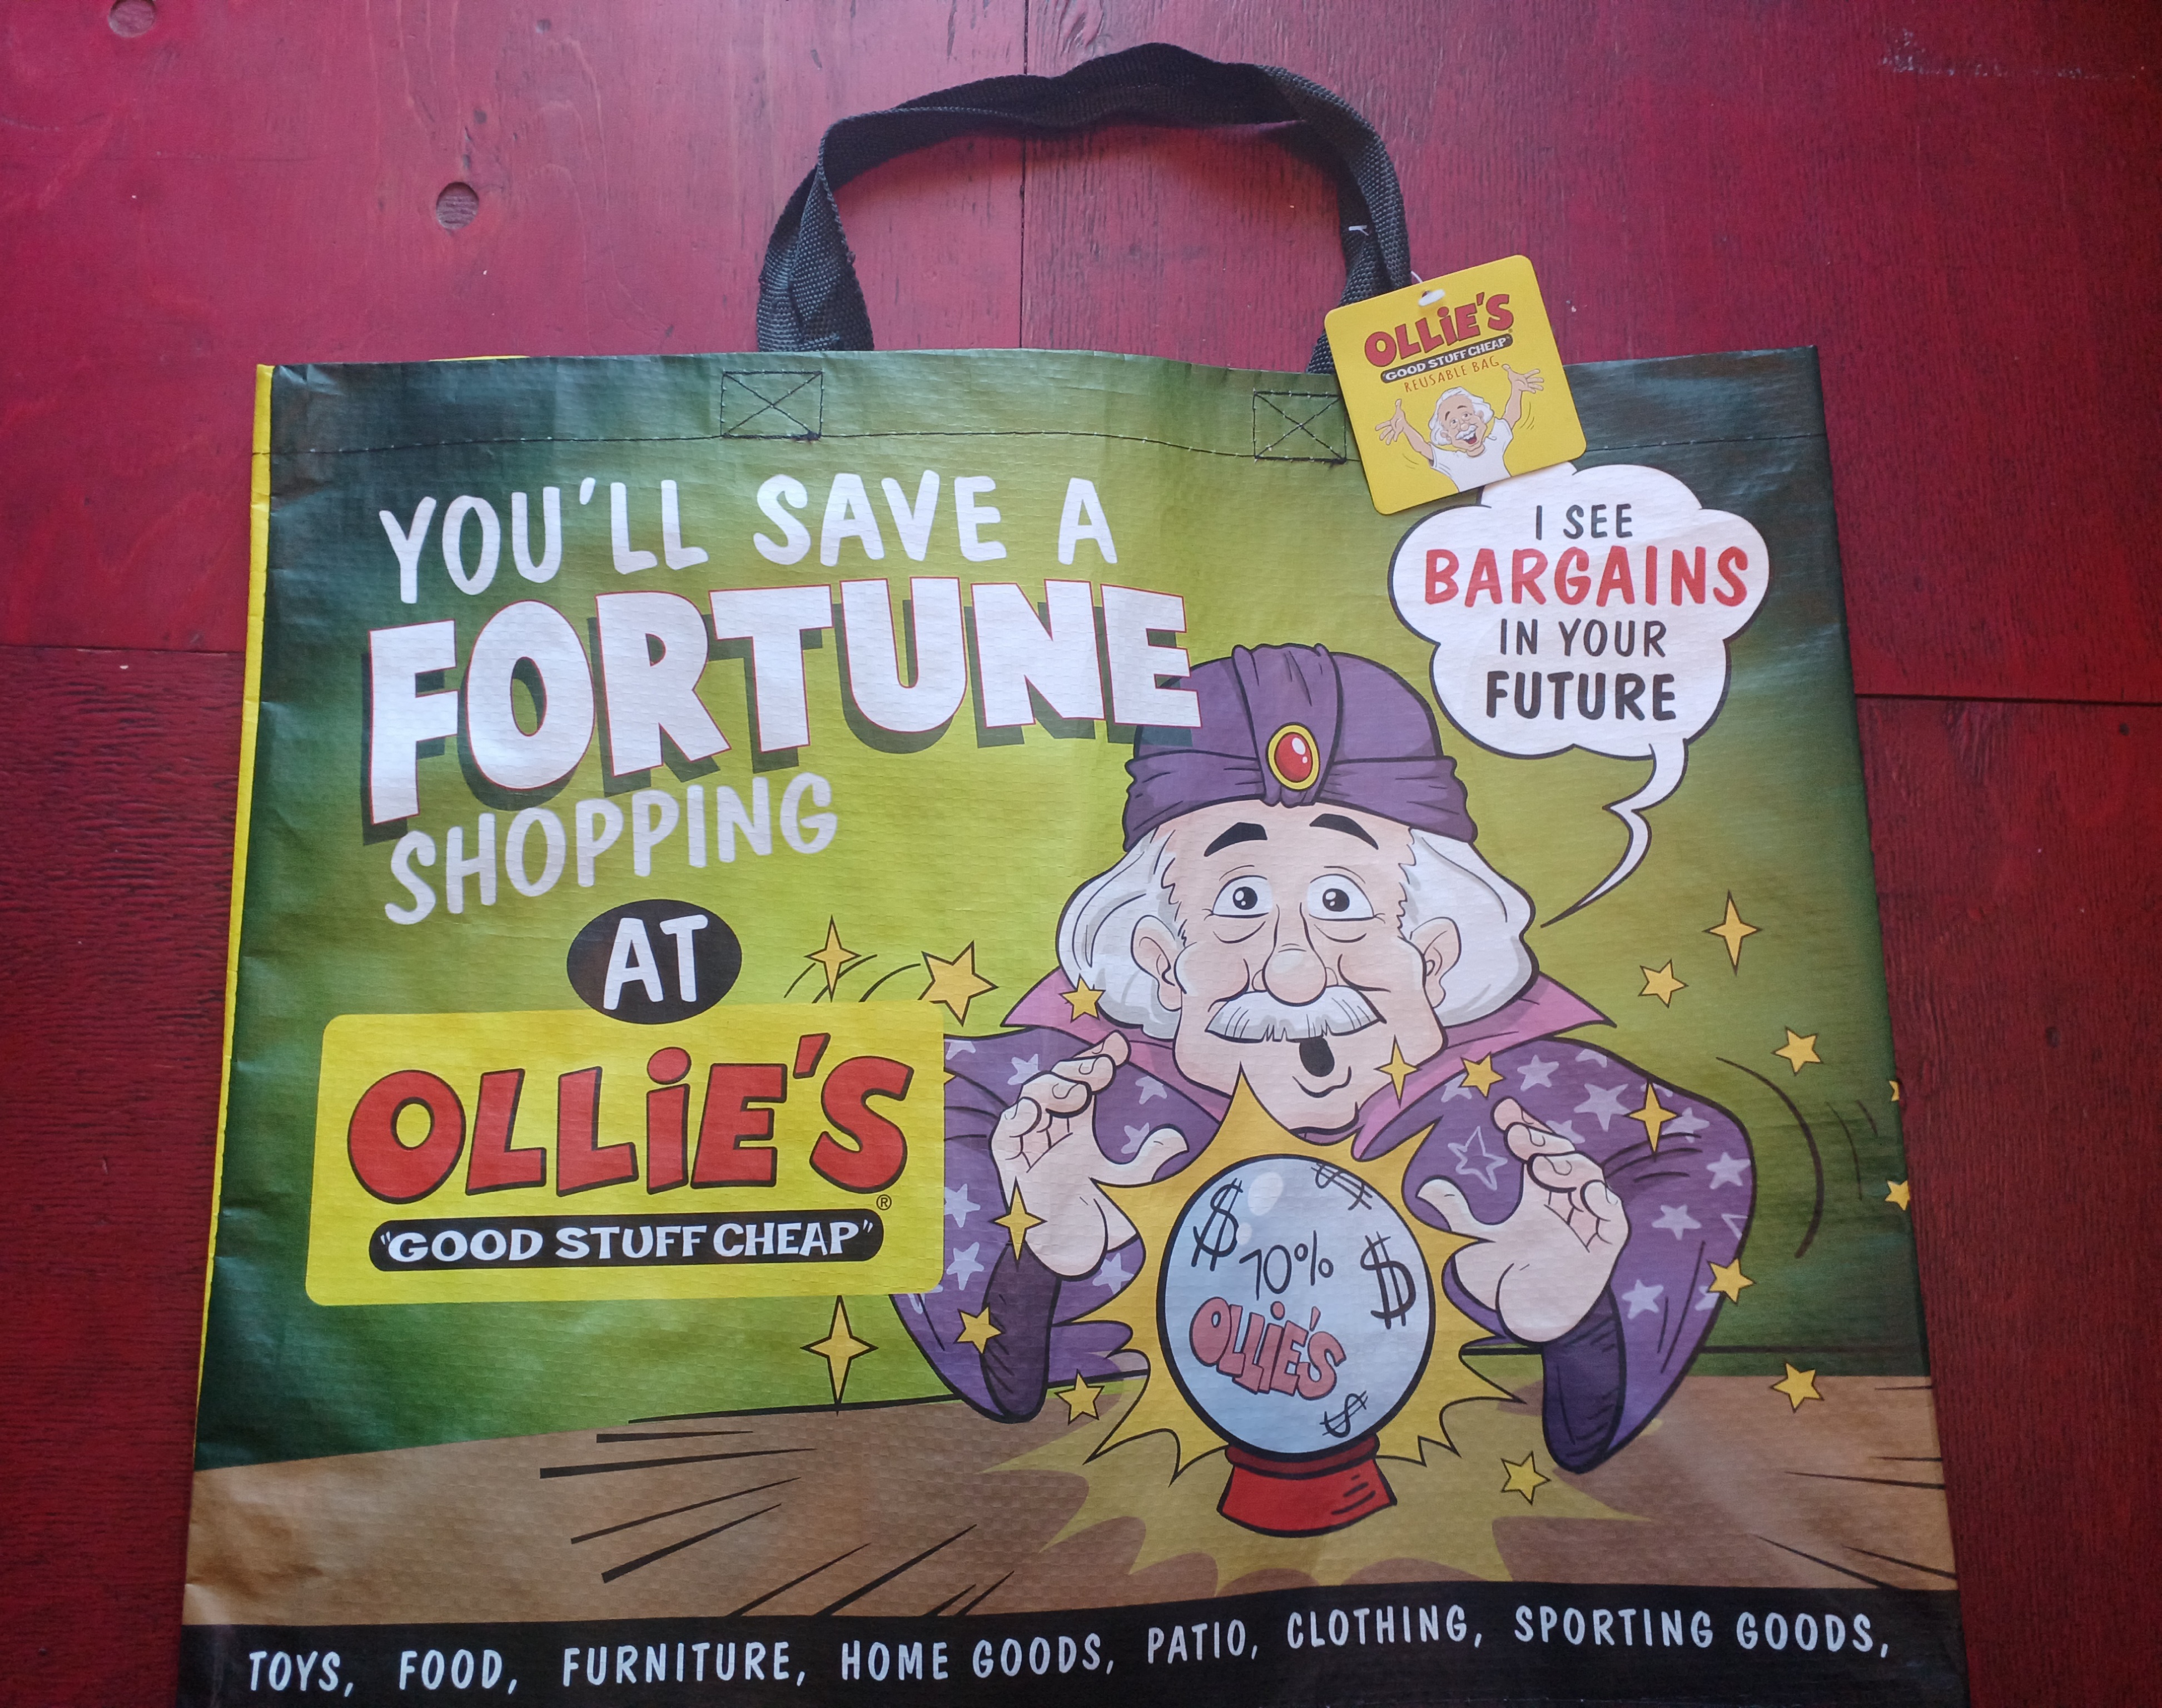 OLLiE'S
"GOOD STUFF CHEAP"
REUSABLE BAG
YOU'LL SAVE A
FORTUNE
SHOPPING
AT
OLLiE'S®
"GOOD STUFF CHEAP"
I SEE
BARGAINS
IN YOUR
FUTURE
$ $
70% $
OLLiE'S
$
TOYS, FOOD, FURNITURE, HOME GOODS, PATIO, CLOTHING, SPORTING GOODS,